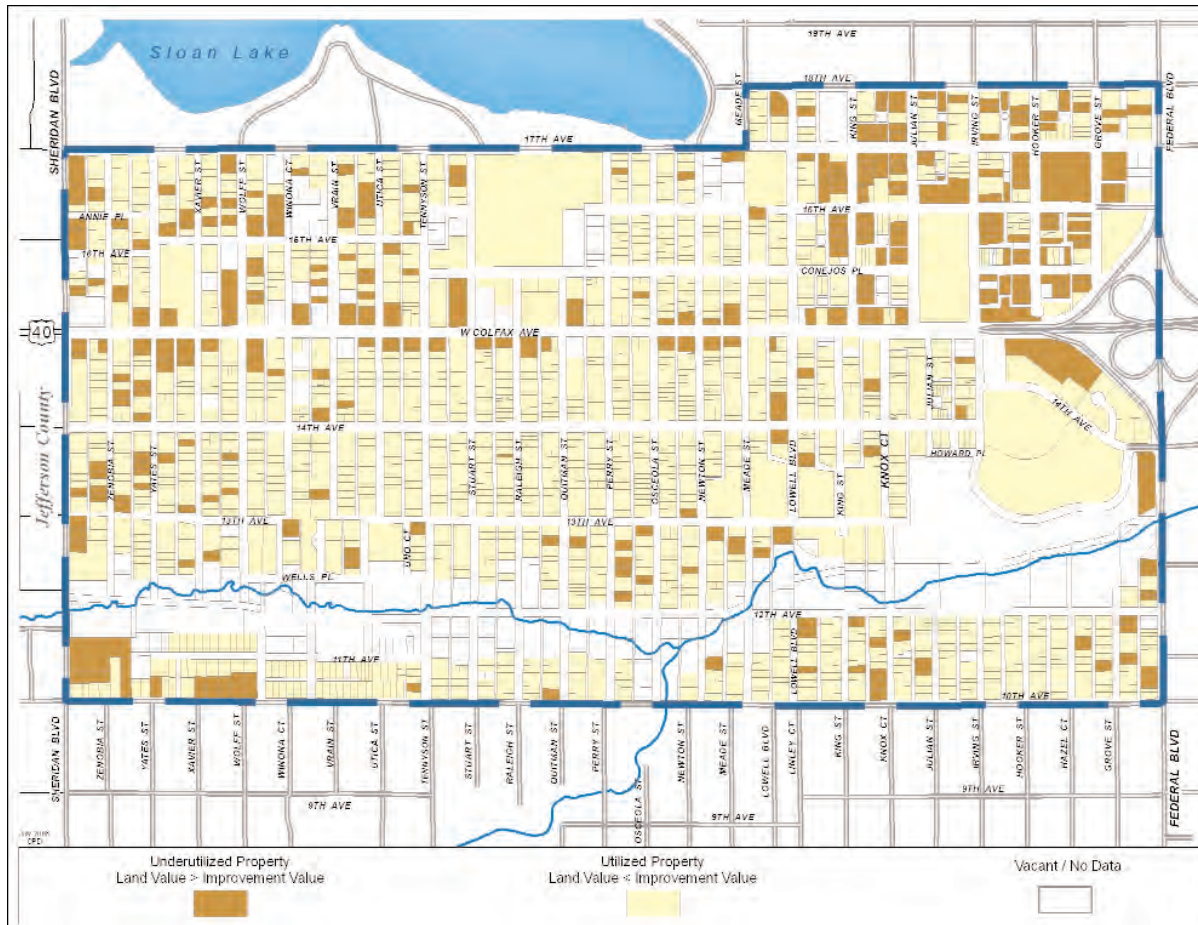 Sloan Lake
19TH AVE
18TH AVE
MEADE ST
KING ST
JULIAN ST
IRVING ST
HOOKER ST
GROVE ST
FEDERAL BLVD
SHERIDAN BLVD
17TH AVE
XAVIER ST
WOLFF ST
WINONA CT
VRAIN ST
UTICA ST
TENNYSON ST
ANNIE PL
16TH AVE
16TH AVE
16TH AVE
CONEJOS PL
40
W COLFAX AVE
JULIAN ST
14TH AVE
14TH AVE
HOWARD PL
Jefferson County
ZENOBIA ST
YATES ST
STUART ST
RALEIGH ST
QUITMAN ST
PERRY ST
OSCEOLA ST
NEWTON ST
MEADE ST
LOWELL BLVD
KING ST
KNOX CT
13TH AVE
13TH AVE
UNO CT
WELLS PL
12TH AVE
11TH AVE
LOWELL BLVD
10TH AVE
SHERIDAN BLVD
ZENOBIA ST
YATES ST
XAVIER ST
WOLFF ST
WINONA CT
VRAIN ST
UTICA ST
TENNYSON ST
STUART ST
RALEIGH ST
QUITMAN ST
PERRY ST
OSCEOLA ST
NEWTON ST
MEADE ST
LOWELL BLVD
LINLEY CT
KING ST
KNOX CT
JULIAN ST
IRVING ST
HOOKER ST
HAZEL CT
GROVE ST
FEDERAL BLVD
9TH AVE
9TH AVE
9TH AVE
CPD
Underutilized Property
Land Value > Improvement Value
Utilized Property
Land Value < Improvement Value
Vacant / No Data